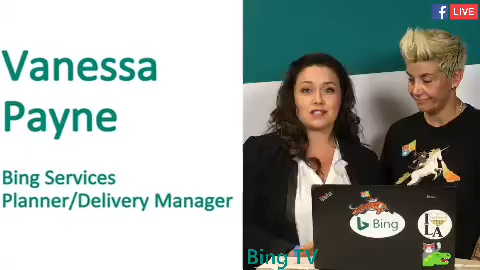 Vanessa
Payne
Bing Services
Planner/Delivery Manager
f LIVE
Bing
I
LA
Bing TV